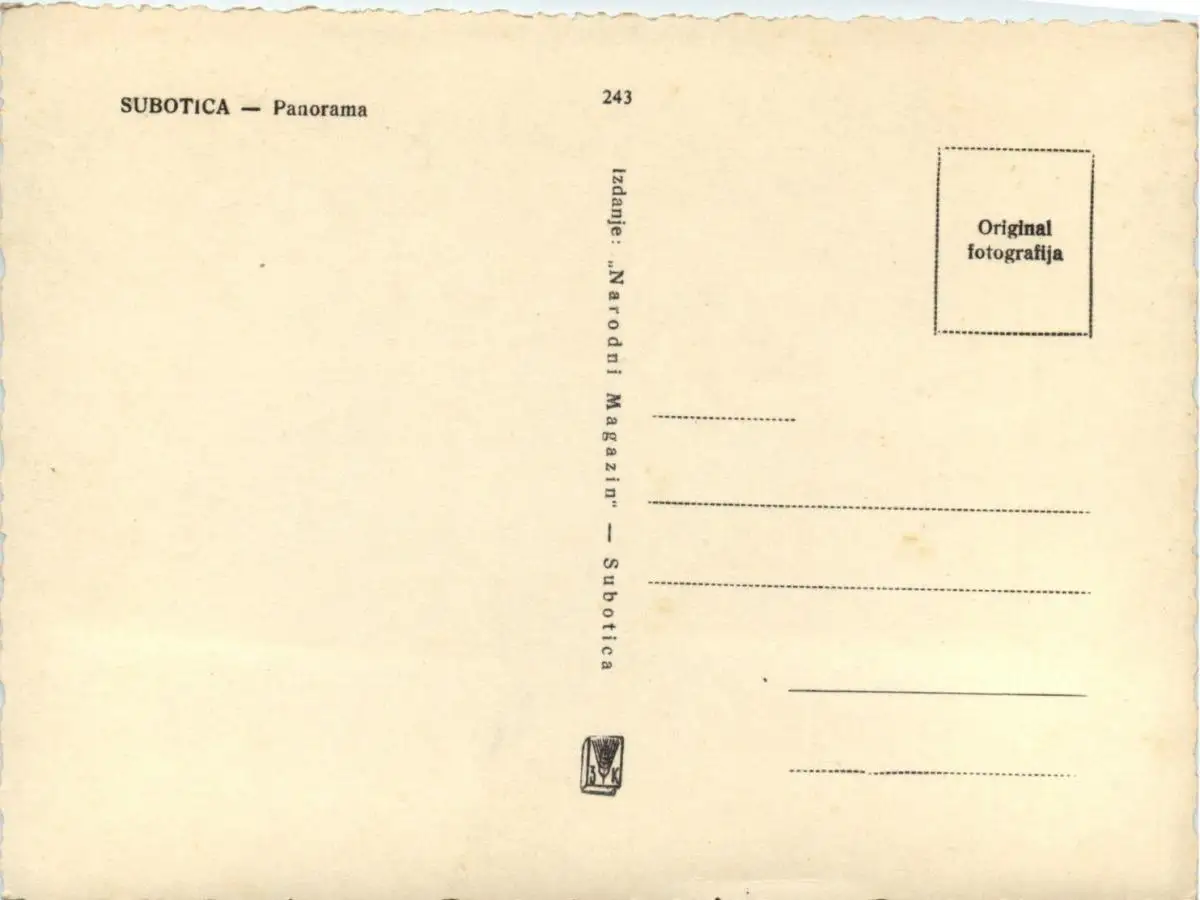 SUBOTICA — Panorama
243
Izdanje: „Narodni Magazin“ — Subotica
Original
fotografija
З К